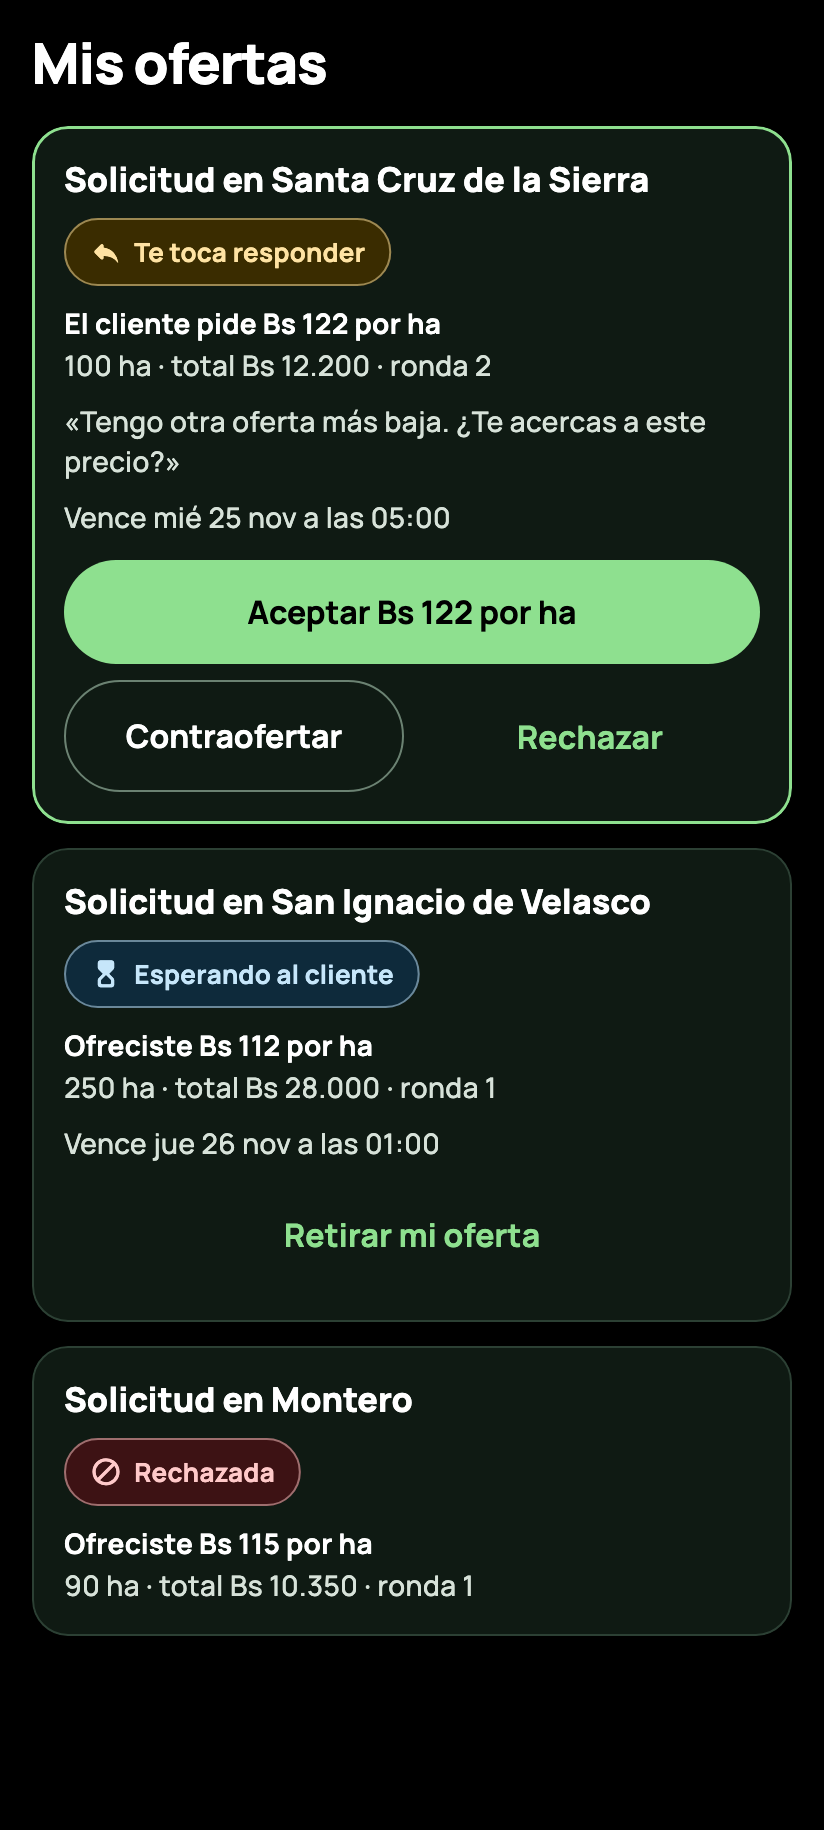 Mis ofertas
Solicitud en Santa Cruz de la Sierra
Te toca responder
El cliente pide Bs 122 por ha
100 ha · total Bs 12.200 · ronda 2
«Tengo otra oferta más baja. ¿Te acercas a este
precio?»
Vence mié 25 nov a las 05:00
Aceptar Bs 122 por ha
Contraofertar
Rechazar
Solicitud en San Ignacio de Velasco
Esperando al cliente
Ofreciste Bs 112 por ha
250 ha · total Bs 28.000 · ronda 1
Vence jue 26 nov a las 01:00
Retirar mi oferta
Solicitud en Montero
Rechazada
Ofreciste Bs 115 por ha
90 ha · total Bs 10.350 · ronda 1